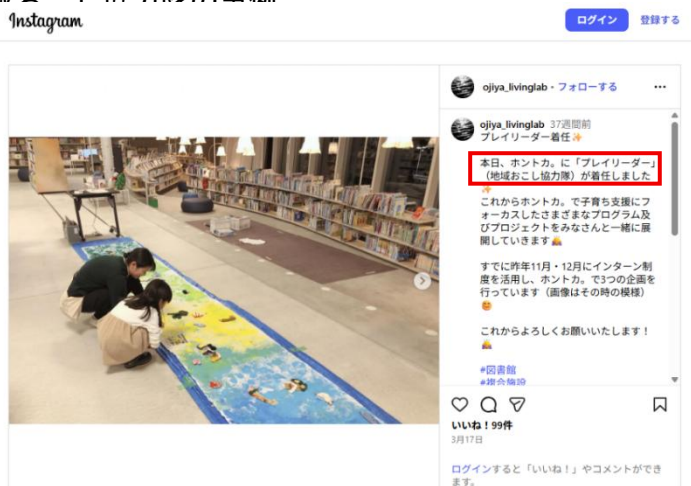 Instagram
ログイン
登録する
ojiya_livinglab・フォローする
ojiya_livinglab 37週間前
プレイリーダー着任
本日、ホントカ。に「プレイリーダー」
（地域おこし協力隊）が着任しました
これからホントカ。で子育ち支援にフ
ォーカスしたさまざまなプログラム及
びプロジェクトをみなさんと一緒に展
開していきます
すでに昨年11月・12月にインターン制
度を活用し、ホントカ。で3つの企画を
行っています（画像はその時の模様）
これからよろしくお願いいたします！
#図書館
#複合施設
いいね！99件
3月17日
ログインすると「いいね！」やコメントができ
ます。